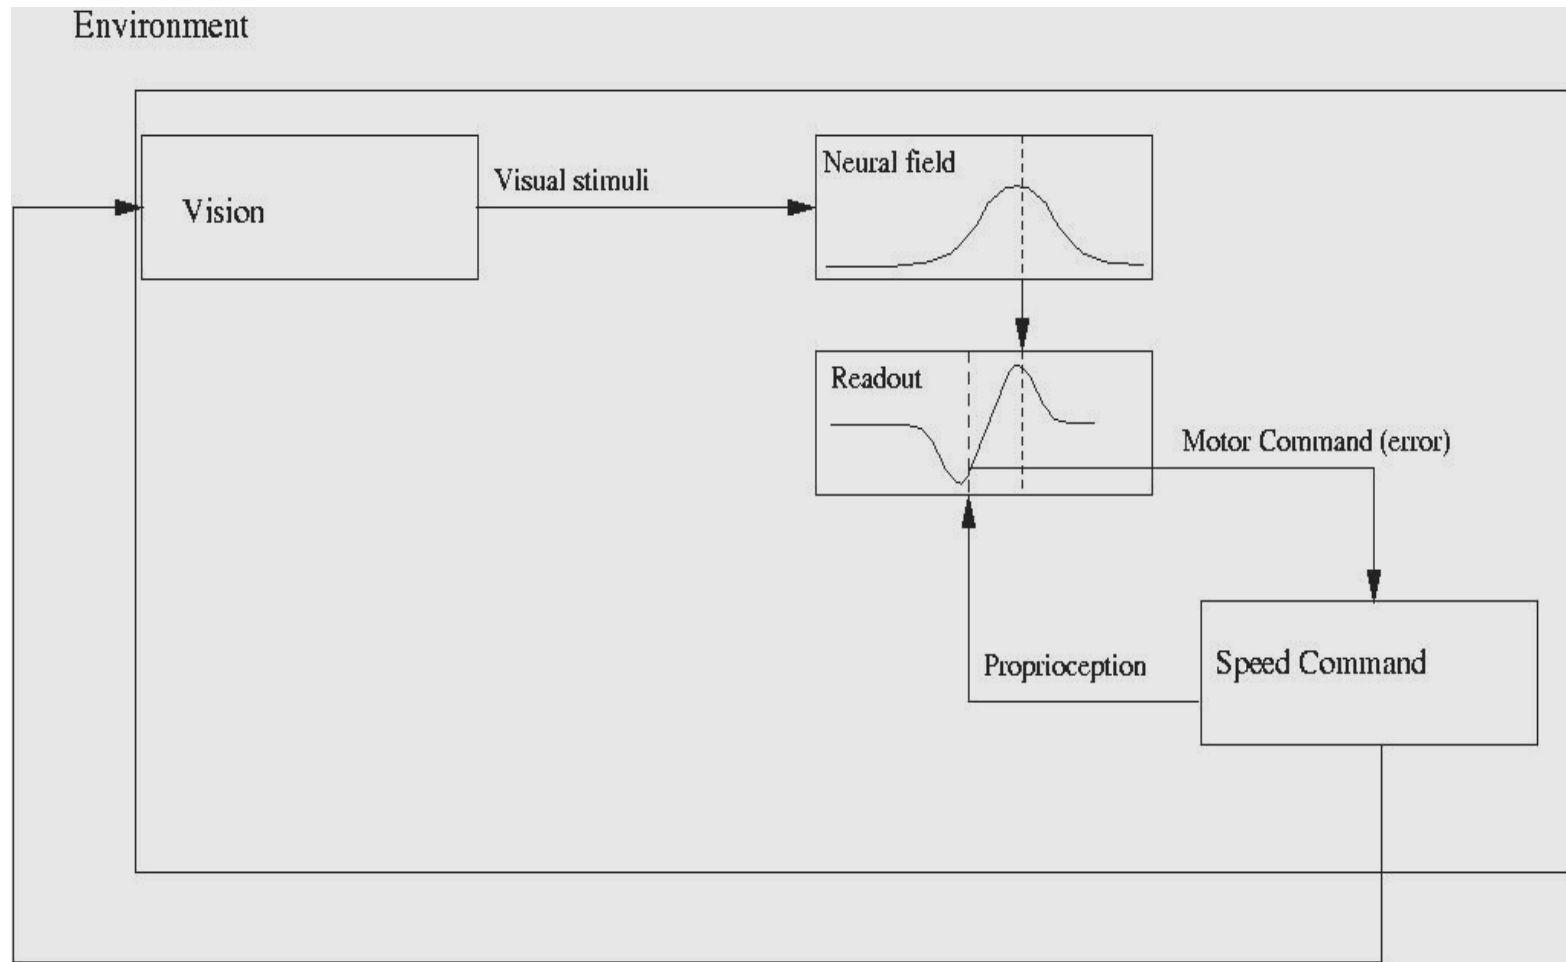 Environment
Vision
Visual stimuli
Neural field
Readout
Motor Command (error)
Proprioception
Speed Command